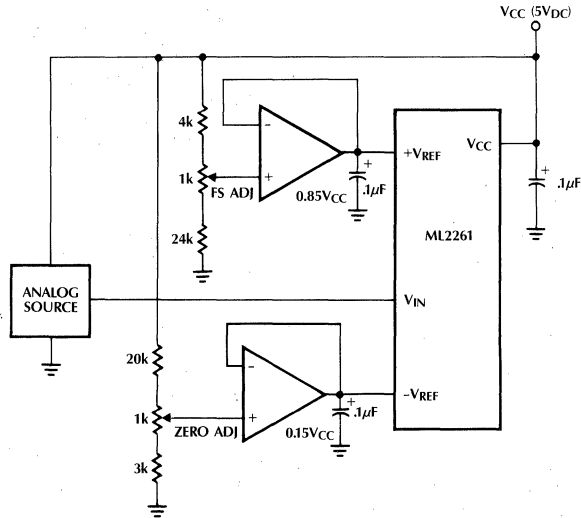 VCC (5VDC)
4k
1k
FS ADJ
24k
-
+
0.85VCC
+
.1µF
+VREF
VCC
ML2261
VIN
-VREF
+
.1µF
ANALOG
SOURCE
20k
1k
ZERO ADJ
3k
-
+
0.15VCC
+
.1µF